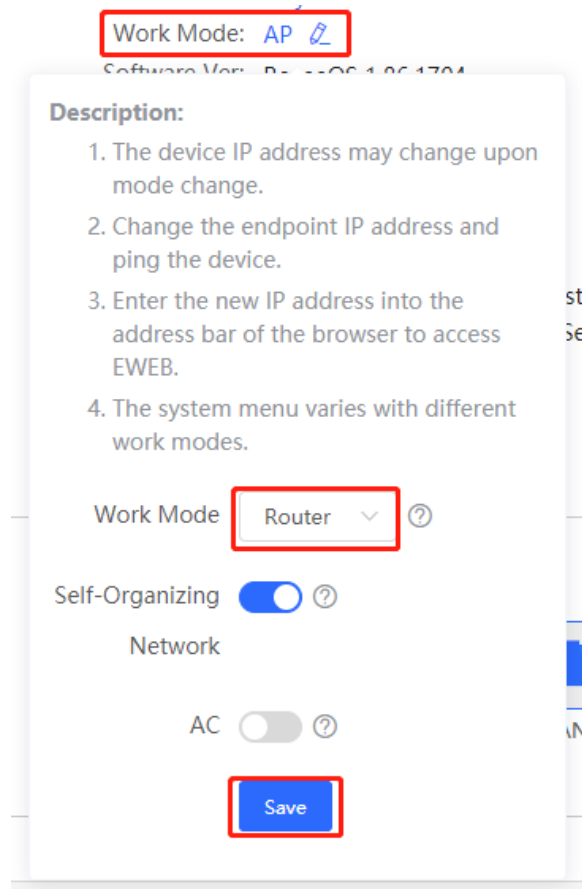 Work Mode: AP
Software Ver:
Description:
1. The device IP address may change upon
mode change.
2. Change the endpoint IP address and
ping the device.
3. Enter the new IP address into the
address bar of the browser to access
EWEB.
4. The system menu varies with different
work modes.
Work Mode Router
Self-Organizing
Network
AC
Save